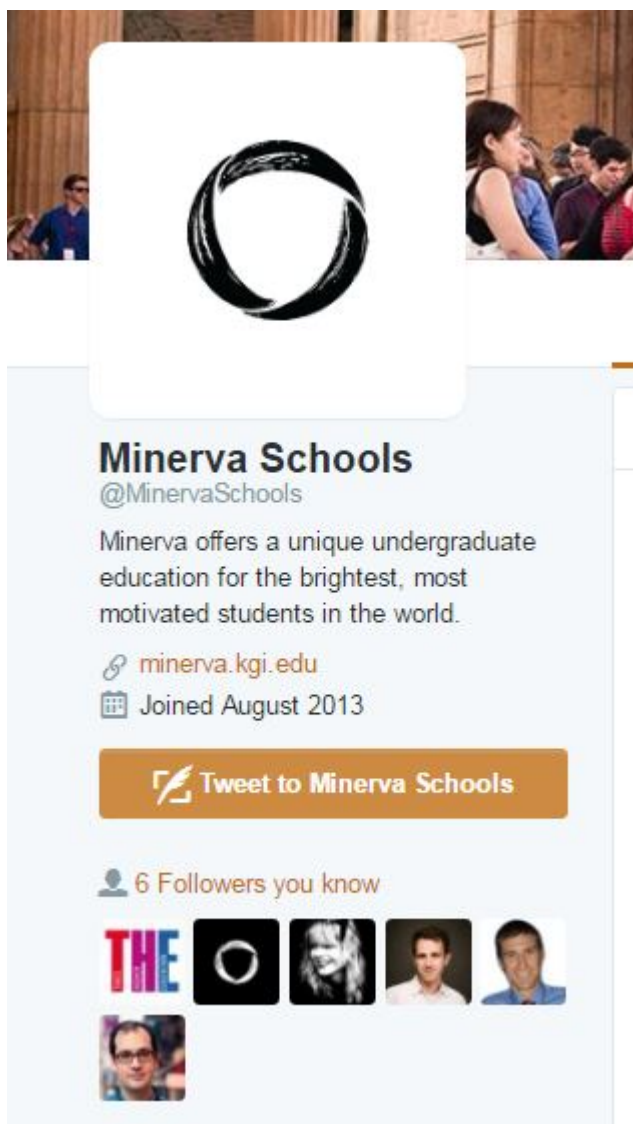 Minerva Schools
@MinervaSchools
Minerva offers a unique undergraduate
education for the brightest, most
motivated students in the world.
minerva.kgi.edu
Joined August 2013
Tweet to Minerva Schools
6 Followers you know
THE